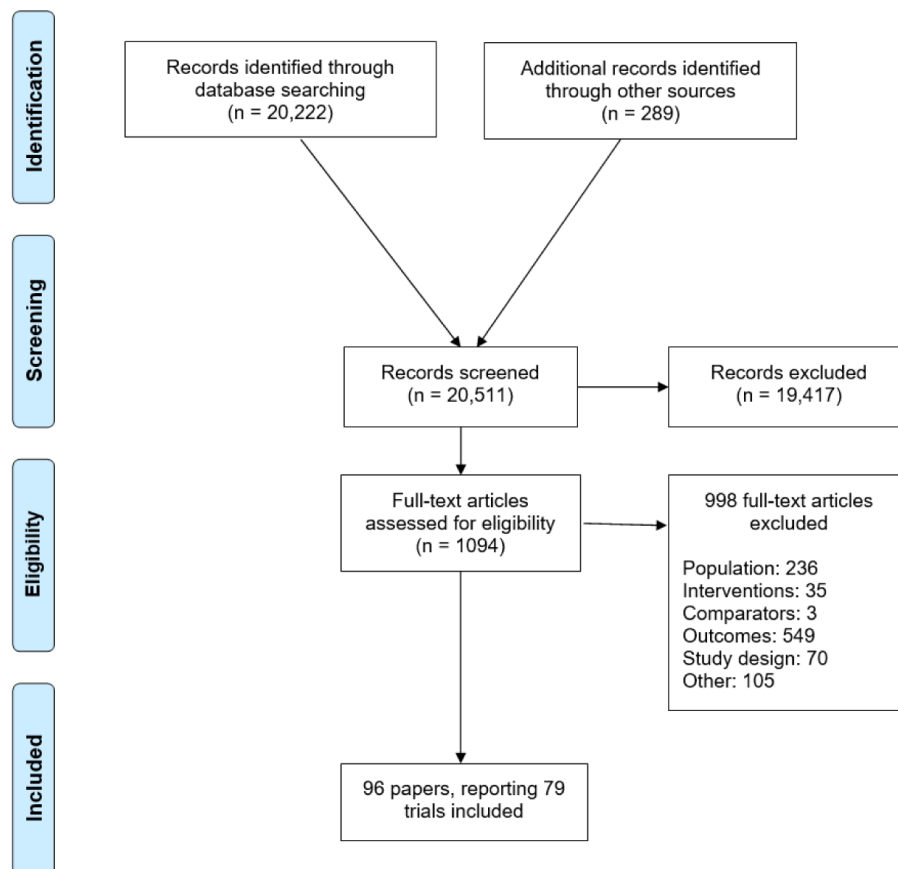 Identification
Records identified through
database searching
(n = 20,222)
Additional records identified
through other sources
(n = 289)
Screening
Records screened
(n = 20,511)
Records excluded
(n = 19,417)
Eligibility
Full-text articles
assessed for eligibility
(n = 1094)
998 full-text articles
excluded
Population: 236
Interventions: 35
Comparators: 3
Outcomes: 549
Study design: 70
Other: 105
Included
96 papers, reporting 79
trials included